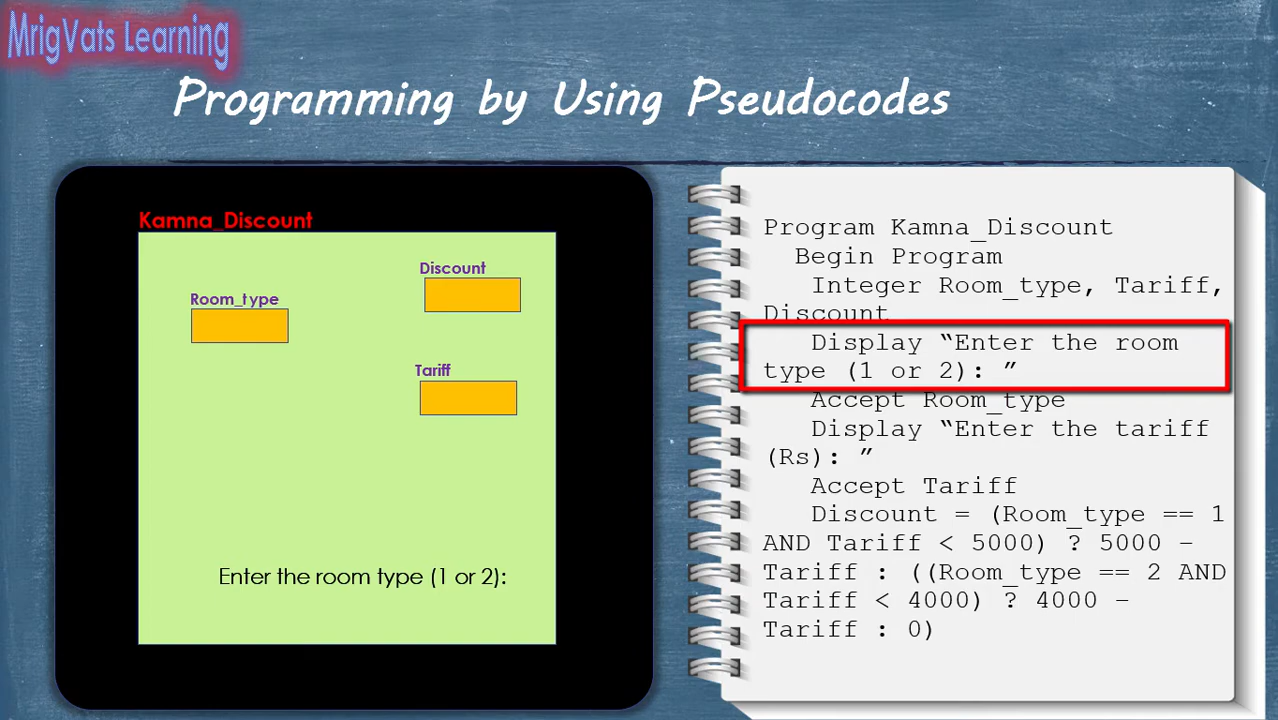 MrigVats Learning
Programming by Using Pseudocodes
Kamna_Discount
Discount
Room_type
Tariff
Enter the room type (1 or 2):
Program Kamna_Discount
Begin Program
Integer Room_type, Tariff,
Discount
Display “Enter the room
type (1 or 2): ”
Accept Room_type
Display “Enter the tariff
(Rs): ”
Accept Tariff
Discount = (Room_type == 1
AND Tariff < 5000) ? 5000 –
Tariff : ((Room_type == 2 AND
Tariff < 4000) ? 4000 –
Tariff : 0)